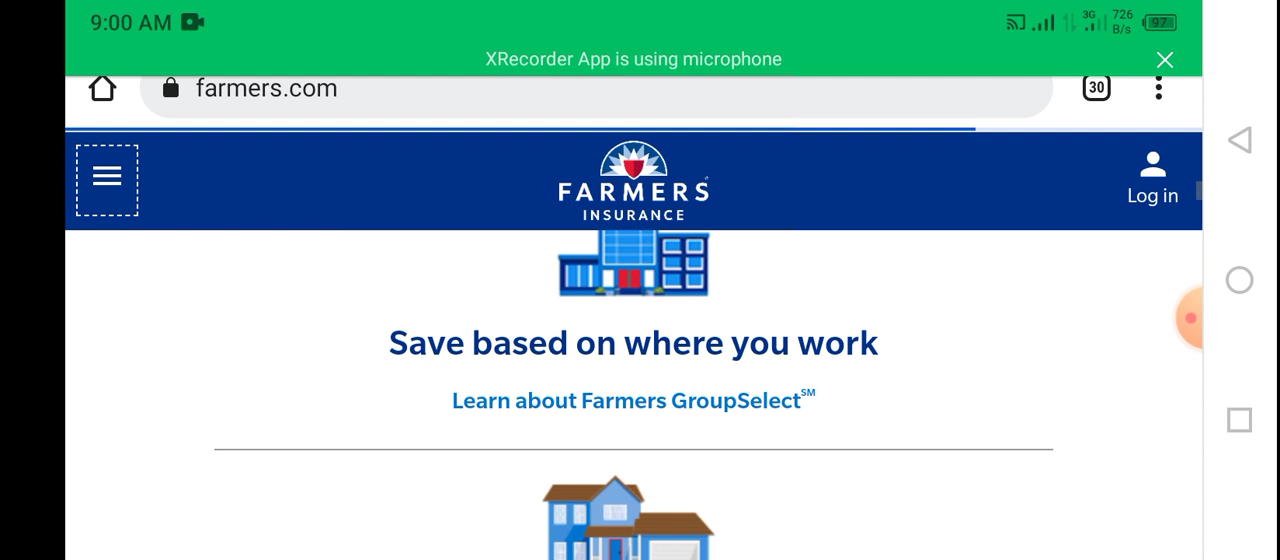 9:00 AM
3G
726
B/s
97
XRecorder App is using microphone
farmers.com
30
FARMERS
INSURANCE
Log in
Save based on where you work
Learn about Farmers GroupSelect℠